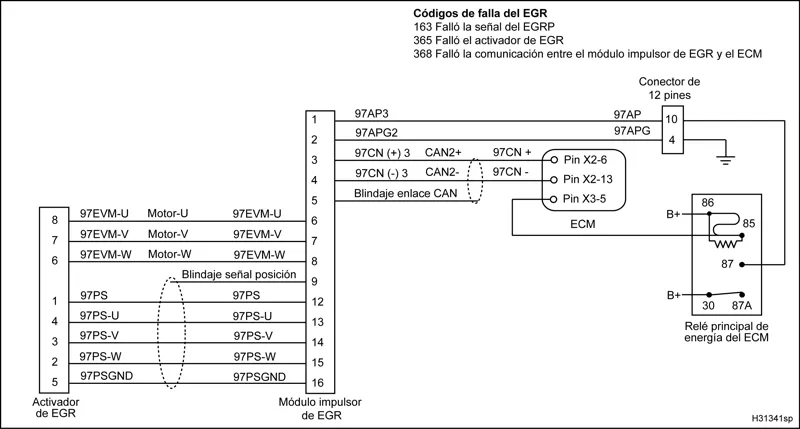 Códigos de falla del EGR
163 Falló la señal del EGRP
365 Falló el activador de EGR
368 Falló la comunicación entre el módulo impulsor de EGR y el ECM
Conector de
12 pines
1 97AP3 97AP 10
2 97APG2 97APG 4
3 97CN (+) 3 CAN2+ 97CN + Pin X2-6
4 97CN (-) 3 CAN2- 97CN - Pin X2-13
5 Blindaje enlace CAN Pin X3-5
ECM
B+ 86
85
87
B+ 30 87A
Relé principal de
energía del ECM
8 97EVM-U Motor-U 97EVM-U 6
7 97EVM-V Motor-V 97EVM-V 7
6 97EVM-W Motor-W 97EVM-W 8
Blindaje señal posición 9
1 97PS 97PS 12
4 97PS-U 97PS-U 13
3 97PS-V 97PS-V 14
2 97PS-W 97PS-W 15
5 97PSGND 97PSGND 16
Activador
de EGR
Módulo impulsor
de EGR
H31341sp